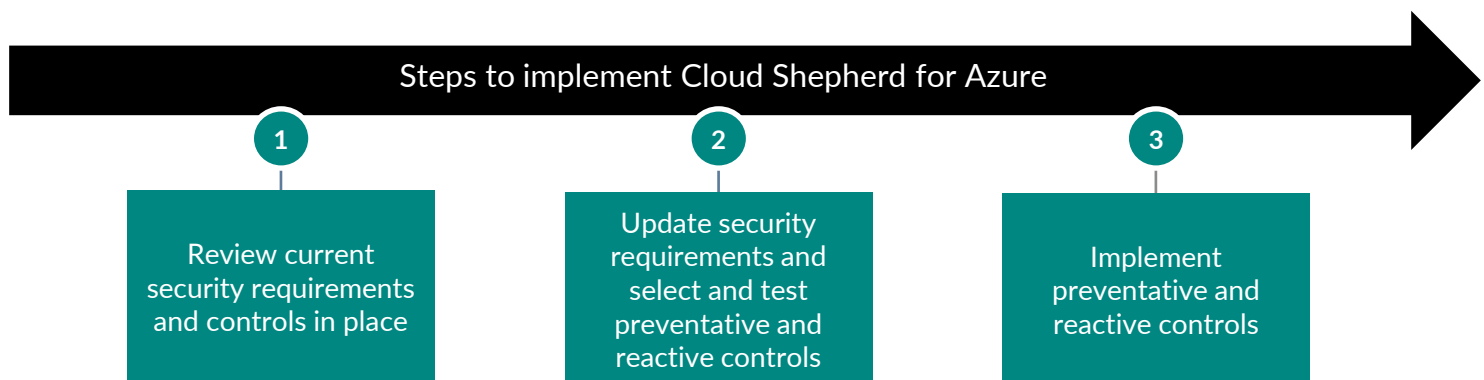 Steps to implement Cloud Shepherd for Azure
1
Review current
security requirements
and controls in place
2
Update security
requirements and
select and test
preventative and
reactive controls
3
Implement
preventative and
reactive controls